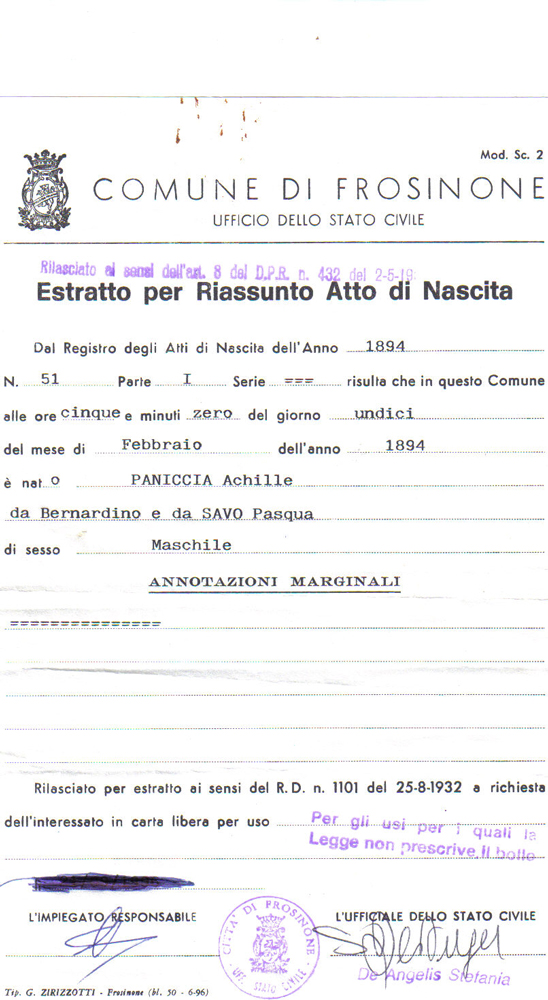 Mod. Sc. 2
COMUNE DI FROSINONE
UFFICIO DELLO STATO CIVILE
Rilasciato ai sensi dell'art. 8 del D.P.R. n. 432 del 2-5-19
Estratto per Riassunto Atto di Nascita
Dal Registro degli Atti di Nascita dell'Anno 1894
N. 51 Parte I Serie === risulta che in questo Comune
alle ore cinque e minuti zero del giorno undici
del mese di Febbraio dell'anno 1894
è nat o PANICCIA Achille
da Bernardino e da SAVO Pasqua
di sesso Maschile
ANNOTAZIONI MARGINALI
===============
Rilasciato per estratto ai sensi del R.D. n. 1101 del 25-8-1932 a richiesta
dell'interessato in carta libera per uso Per gli usi per i quali la
Legge non prescrive il bollo
L'IMPIEGATO RESPONSABILE
L'UFFICIALE DELLO STATO CIVILE
CITTA' DI FROSINONE
UFF. STATO CIVILE
De Angelis Stefania
Tip. G. ZIRIZZOTTI - Frosinone (bl. 50 - 6-96)